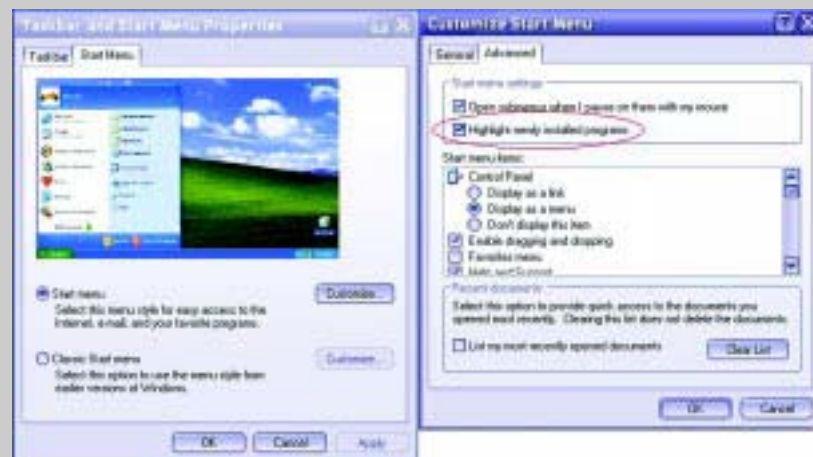 Taskbar and Start Menu Properties
Taskbar
Start Menu
Start menu
Customize...
Select this menu style for easy access to the
Internet, e-mail, and your favorite programs.
Classic Start menu
Customize...
Select this option to use the menu style from
earlier versions of Windows.
OK
Cancel
Apply
Customize Start Menu
General
Advanced
Start menu settings
Open submenus when I pause on them with my mouse
Highlight newly installed programs
Start menu items:
Control Panel
Display as a link
Display as a menu
Don't display this item
Enable dragging and dropping
Favorites menu
Help and Support
Recent documents
Select this option to provide quick access to the documents you
opened most recently. Clearing this list does not delete the documents.
List my most recently opened documents
Clear List
OK
Cancel